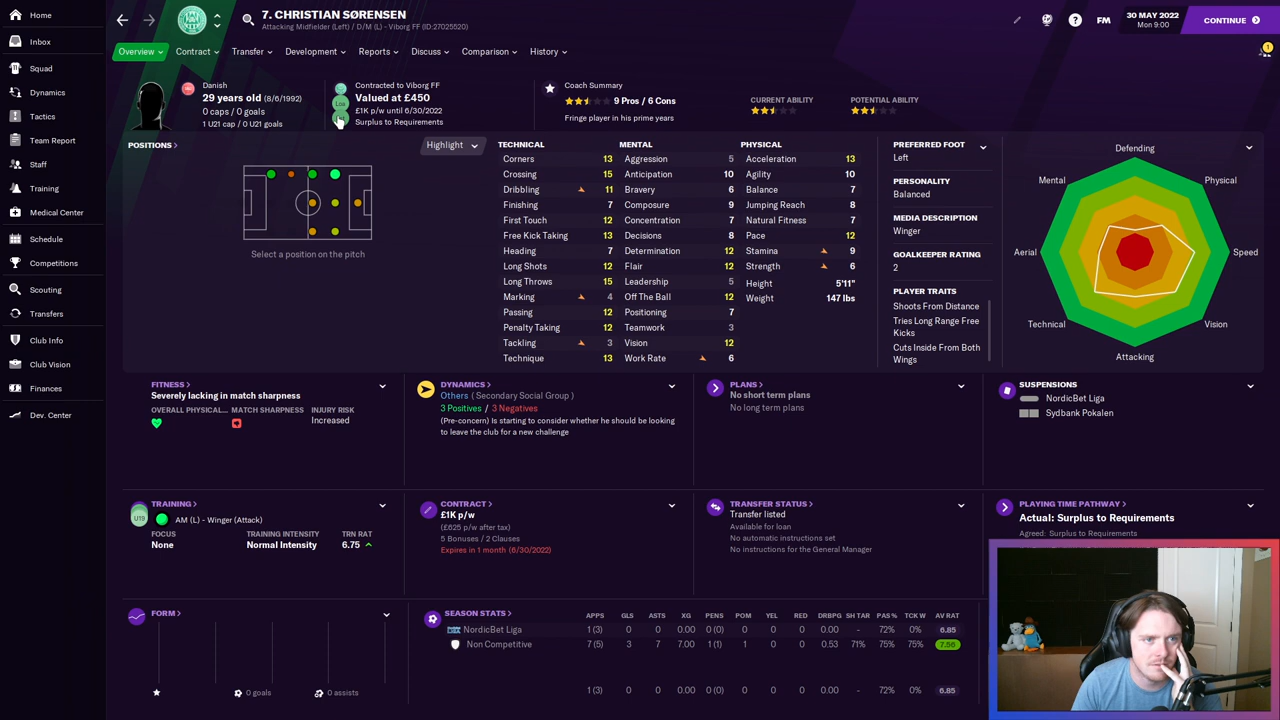 Home
Inbox
Squad
Dynamics
Tactics
Team Report
Staff
Training
Medical Center
Schedule
Competitions
Scouting
Transfers
Club Info
Club Vision
Finances
Dev. Center
7. CHRISTIAN SØRENSEN
Attacking Midfielder (Left) / D/M (L) - Viborg FF (ID:27025520)
FM
30 MAY 2022
Mon 9:00
CONTINUE
Overview
Contract
Transfer
Development
Reports
Discuss
Comparison
History
1
Danish
29 years old (8/6/1992)
0 caps / 0 goals
1 U21 cap / 0 U21 goals
Loa
Contracted to Viborg FF
Valued at £450
£1K p/w until 6/30/2022
Surplus to Requirements
Coach Summary
9 Pros / 6 Cons
Fringe player in his prime years
CURRENT ABILITY
POTENTIAL ABILITY
POSITIONS
Select a position on the pitch
Highlight
TECHNICAL
Corners 13
Crossing 15
Dribbling 11
Finishing 7
First Touch 12
Free Kick Taking 13
Heading 7
Long Shots 12
Long Throws 15
Marking 4
Passing 12
Penalty Taking 12
Tackling 3
Technique 13
MENTAL
Aggression 5
Anticipation 10
Bravery 6
Composure 9
Concentration 7
Decisions 8
Determination 12
Flair 12
Leadership 5
Off The Ball 12
Positioning 7
Teamwork 3
Vision 12
Work Rate 6
PHYSICAL
Acceleration 13
Agility 10
Balance 7
Jumping Reach 8
Natural Fitness 7
Pace 12
Stamina 9
Strength 6
Height 5'11"
Weight 147 lbs
PREFERRED FOOT
Left
PERSONALITY
Balanced
MEDIA DESCRIPTION
Winger
GOALKEEPER RATING
2
PLAYER TRAITS
Shoots From Distance
Tries Long Range Free
Kicks
Cuts Inside From Both
Wings
Defending
Physical
Speed
Vision
Attacking
Technical
Aerial
Mental
FITNESS
Severely lacking in match sharpness
OVERALL PHYSICAL... MATCH SHARPNESS INJURY RISK
Increased
DYNAMICS
Others ( Secondary Social Group )
3 Positives / 3 Negatives
(Pre-concern) Is starting to consider whether he should be looking
to leave the club for a new challenge
PLANS
No short term plans
No long term plans
SUSPENSIONS
NordicBet Liga
Sydbank Pokalen
TRAINING
U19
AM (L) - Winger (Attack)
FOCUS TRAINING INTENSITY TRN RAT
None Normal Intensity 6.75
CONTRACT
£1K p/w
(£625 p/w after tax)
5 Bonuses / 2 Clauses
Expires in 1 month (6/30/2022)
TRANSFER STATUS
Transfer listed
Available for loan
No automatic instructions set
No instructions for the General Manager
PLAYING TIME PATHWAY
Actual: Surplus to Requirements
Agreed: Surplus to Requirements
FORM
0 goals 0 assists
SEASON STATS APPS GLS ASTS XG PENS POM YEL RED DRBPG SH TAR PAS% TCK W AV RAT
NordicBet Liga 1 (3) 0 0 0.00 0 (0) 0 0 0 0.00 - 72% 0% 6.85
Non Competitive 7 (5) 3 7 7.00 1 (1) 1 0 0 0.53 71% 75% 75% 7.56
1 (3) 0 0 0.00 0 (0) 0 0 0 0.00 - 72% 0% 6.85